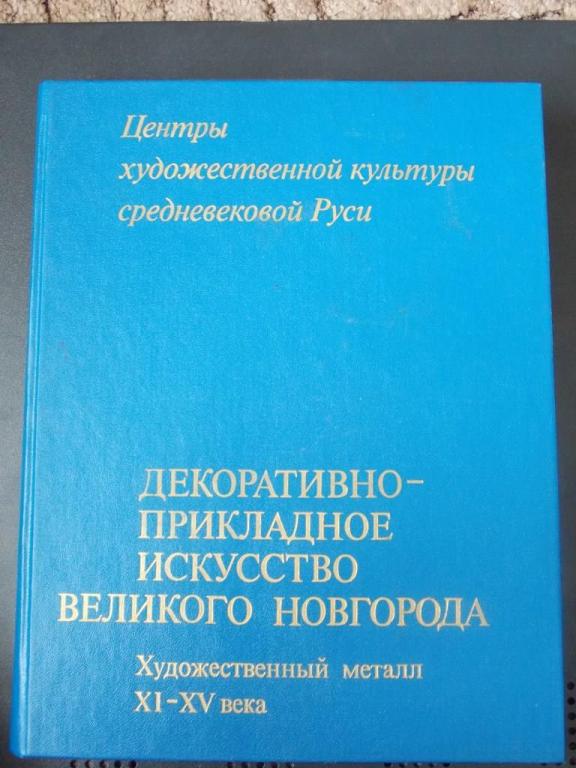 Центры
художественной культуры
средневековой Руси
ДЕКОРАТИВНО-
ПРИКЛАДНОЕ
ИСКУССТВО
ВЕЛИКОГО НОВГОРОДА
Художественный металл
XI-XV века